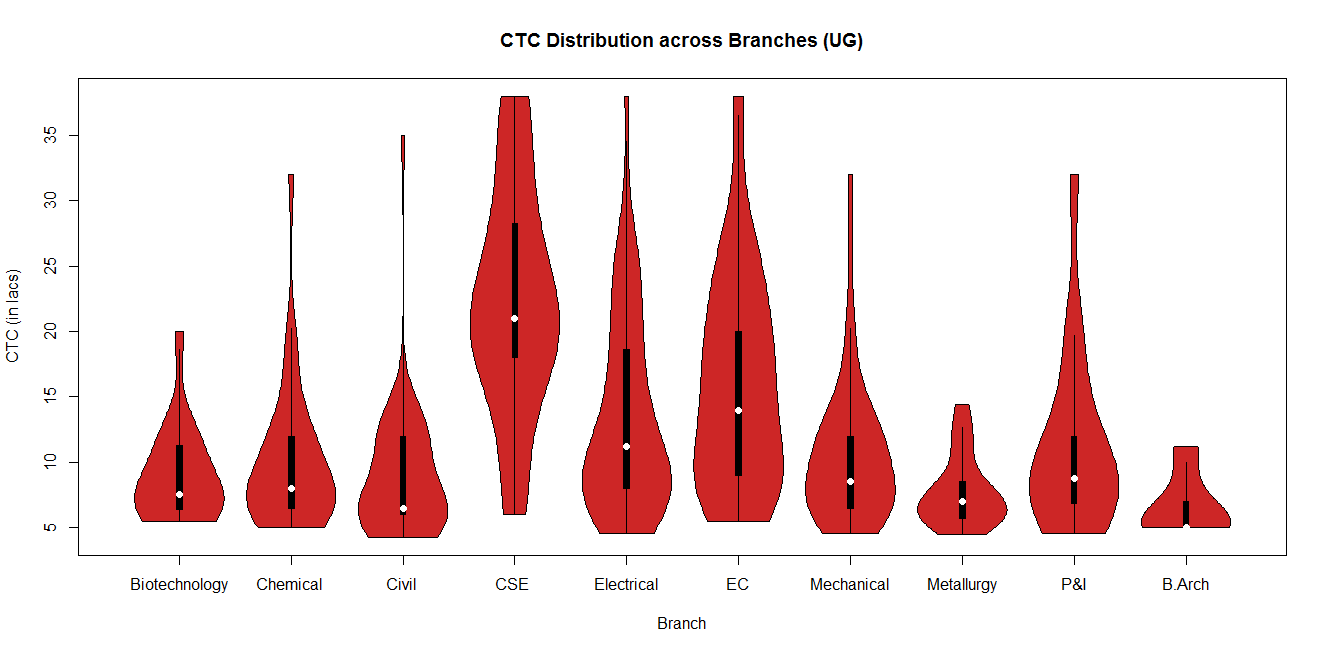 CTC Distribution across Branches (UG)
CTC (in lacs)
35
30
25
20
15
10
5
Biotechnology Chemical Civil CSE Electrical EC Mechanical Metallurgy P&I B.Arch
Branch